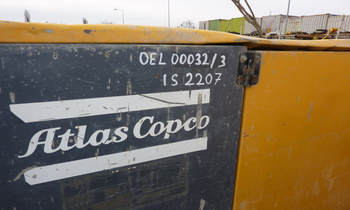 OEL 00032/3
IS 2207
Atlas Copco